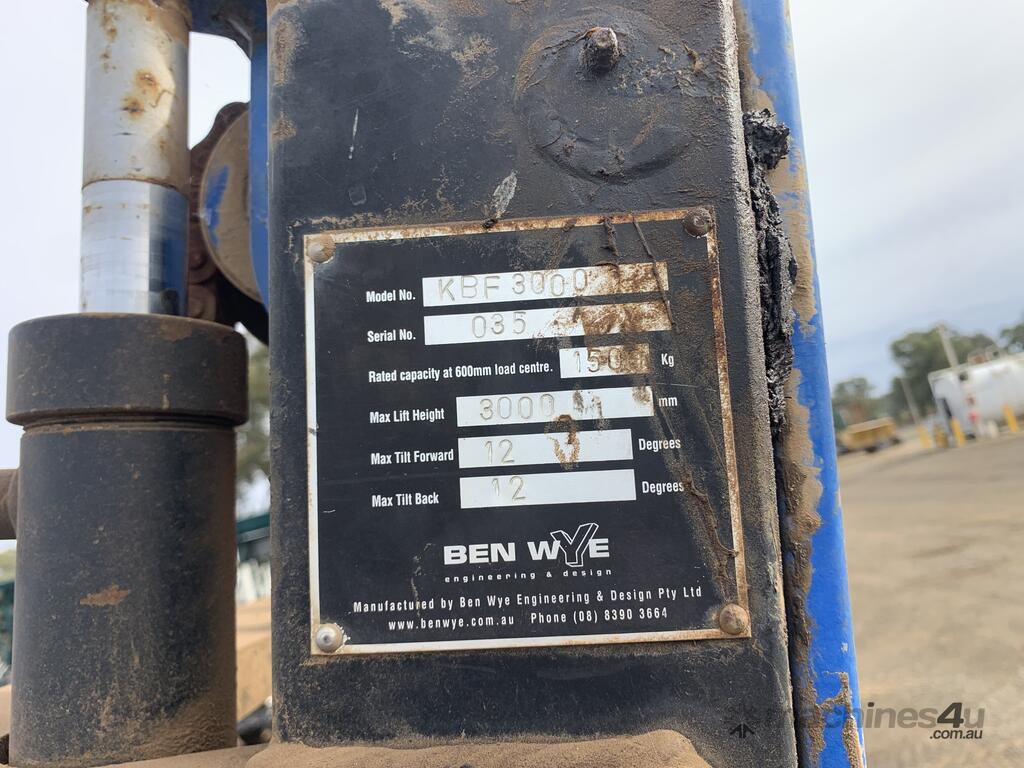 Model No. KBF3000
Serial No. 035
Rated capacity at 600mm load centre. Kg
Max Lift Height 3000 mm
Max Tilt Forward 12 Degrees
Max Tilt Back 12 Degrees
BEN WYE
engineering & design
Manufactured by Ben Wye Engineering & Design Pty Ltd
www.benwye.com.au Phone (08) 8390 3664
machines4u
.com.au